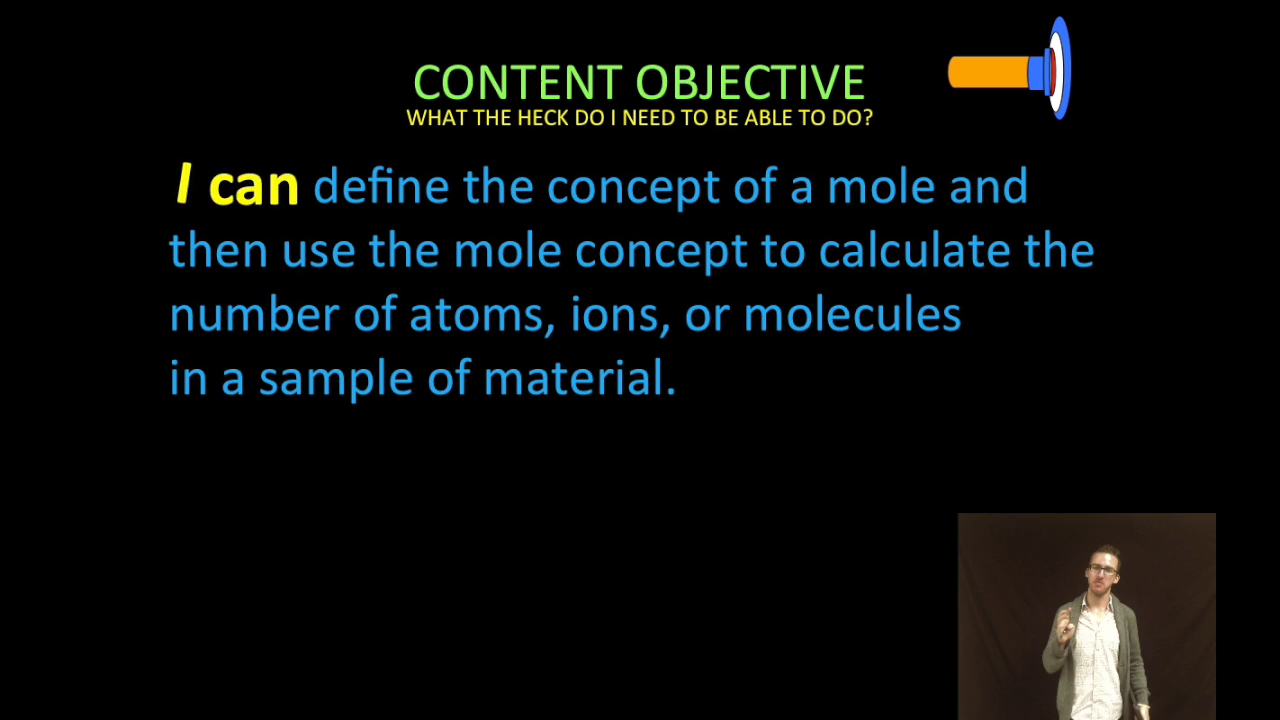 CONTENT OBJECTIVE
WHAT THE HECK DO I NEED TO BE ABLE TO DO?
I can define the concept of a mole and
then use the mole concept to calculate the
number of atoms, ions, or molecules
in a sample of material.